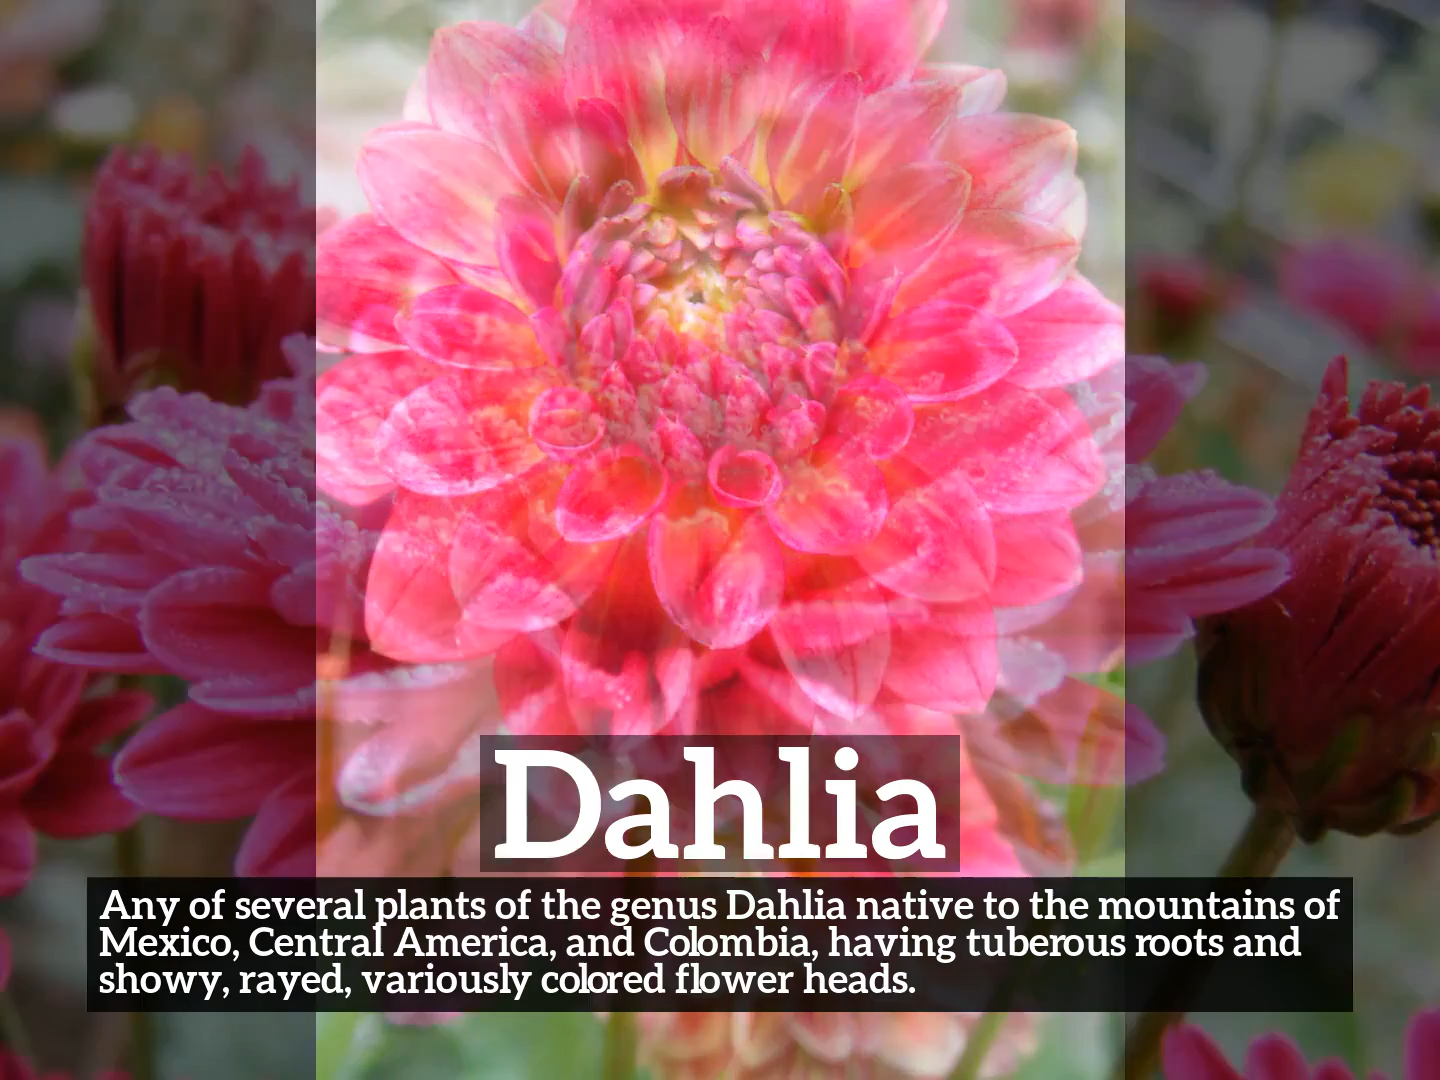 Dahlia
Any of several plants of the genus Dahlia native to the mountains of
Mexico, Central America, and Colombia, having tuberous roots and
showy, rayed, variously colored flower heads.